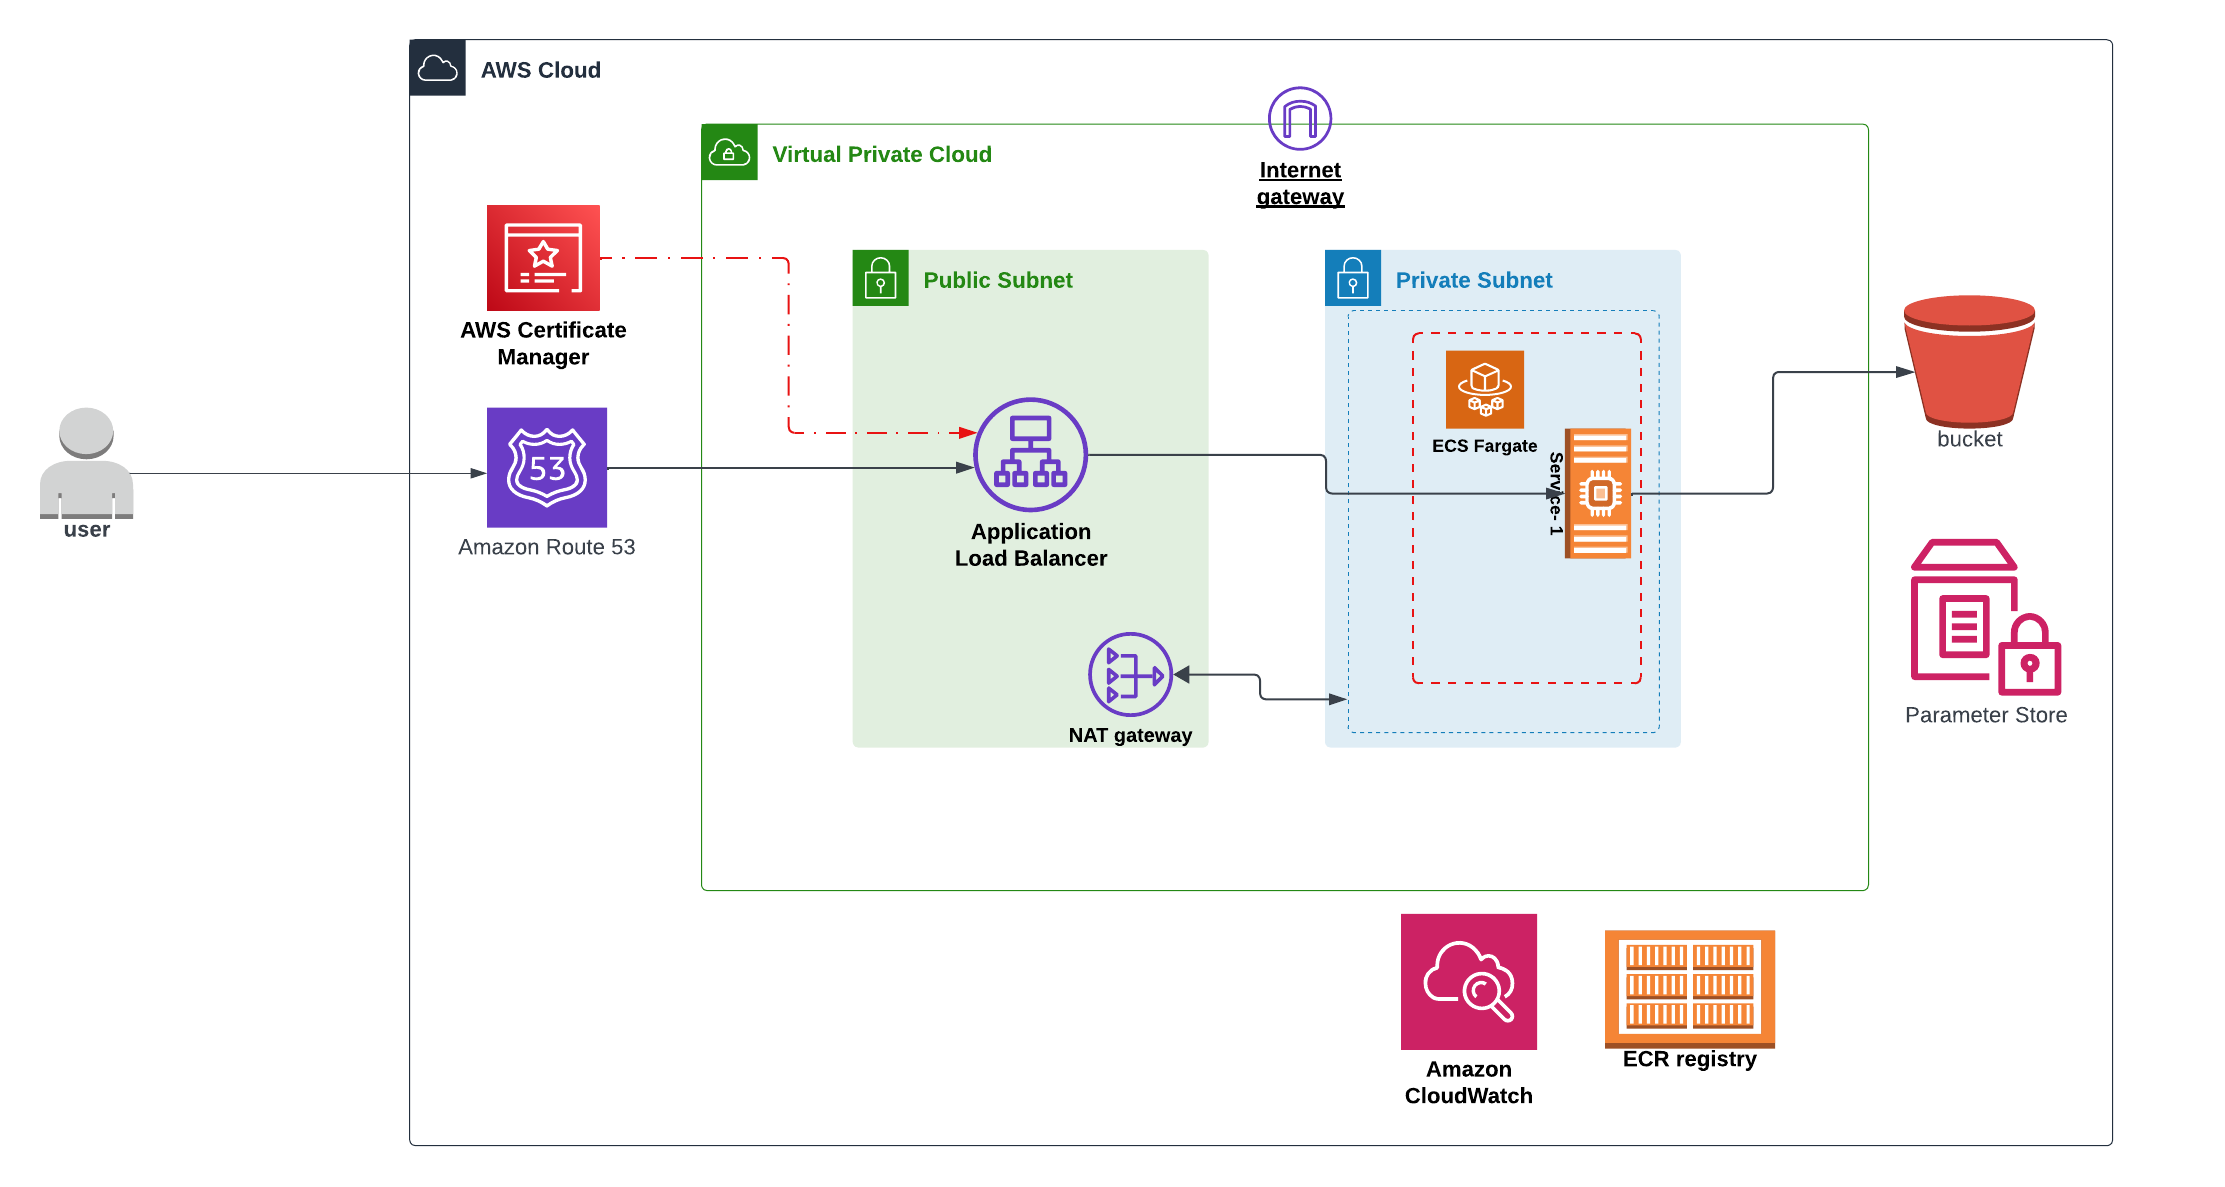 AWS Cloud
Virtual Private Cloud
Internet
gateway
Public Subnet
Private Subnet
AWS Certificate
Manager
ECS Fargate
Service- 1
bucket
user
53
Amazon Route 53
Application
Load Balancer
NAT gateway
Parameter Store
Amazon
CloudWatch
ECR registry